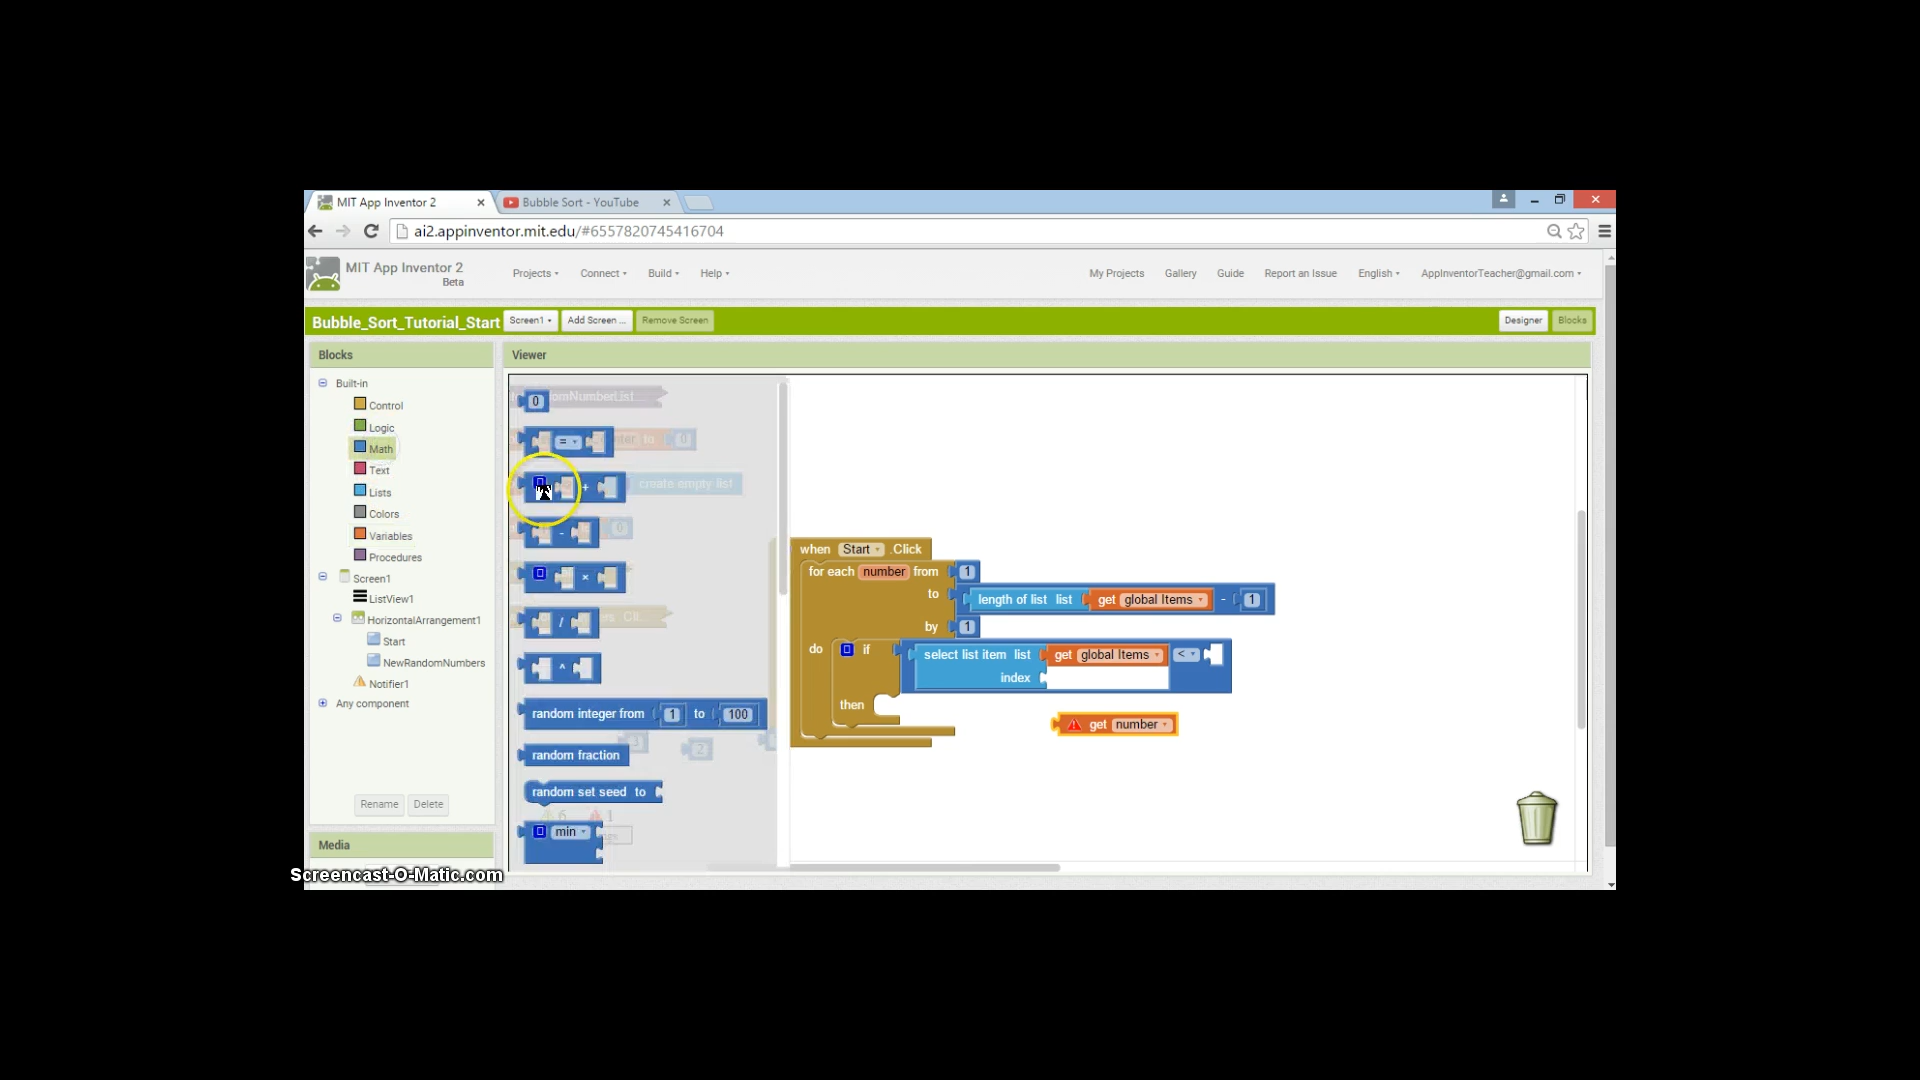 MIT App Inventor 2
Bubble Sort - YouTube
ai2.appinventor.mit.edu/#6557820745416704
MIT App Inventor 2
Beta
Projects
Connect
Build
Help
My Projects
Gallery
Guide
Report an Issue
English
AppInventorTeacher@gmail.com
Bubble_Sort_Tutorial_Start
Screen1
Add Screen ...
Remove Screen
Designer
Blocks
Blocks
Viewer
Built-in
Control
Logic
Math
Text
Lists
Colors
Variables
Procedures
Screen1
ListView1
HorizontalArrangement1
Start
NewRandomNumbers
Notifier1
Any component
Rename
Delete
Media
0
=
+
-
×
/
^
random integer from 1 to 100
random fraction
random set seed to
min
to 0
create empty list
0
2
6
1
when Start .Click
for each number from 1
to length of list list get global Items - 1
by 1
do if select list item list get global Items <
index
then
get number
Screencast-O-Matic.com